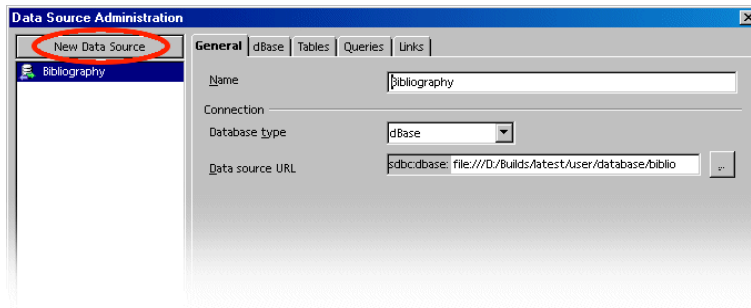 Data Source Administration
New Data Source
Bibliography
General dBase Tables Queries Links
Name Bibliography
Connection
Database type dBase
Data source URL sdbc:dbase: file:///D:/Builds/latest/user/database/biblio ...